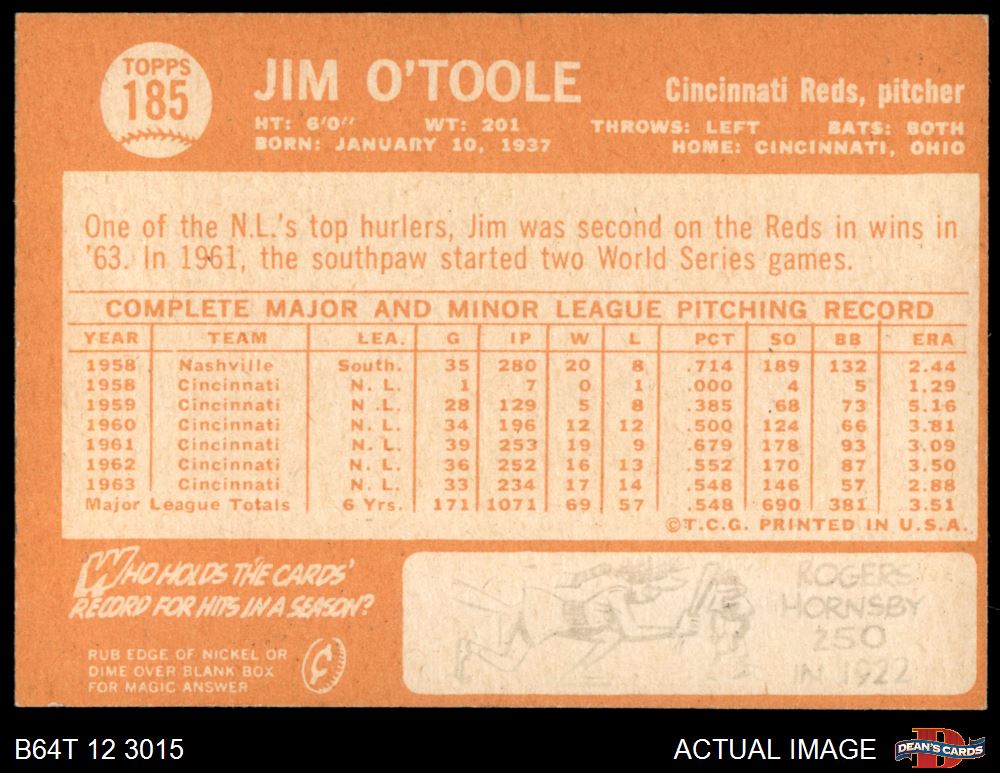 TOPPS
185
JIM O'TOOLE
Cincinnati Reds, pitcher
HT: 6'0" WT: 201 THROWS: LEFT BATS: BOTH
BORN: JANUARY 10, 1937 HOME: CINCINNATI, OHIO
One of the N.L.'s top hurlers, Jim was second on the Reds in wins in
'63. In 1961, the southpaw started two World Series games.
COMPLETE MAJOR AND MINOR LEAGUE PITCHING RECORD
YEAR TEAM LEA. G IP W L PCT SO BB ERA
1958 Nashville South. 35 280 20 8 .714 189 132 2.44
1958 Cincinnati N. L. 1 7 0 1 .000 4 5 1.29
1959 Cincinnati N .L. 28 129 5 8 .385 68 73 5.16
1960 Cincinnati N. L. 34 196 12 12 .500 124 66 3.81
1961 Cincinnati N. L. 39 253 19 9 .679 178 93 3.09
1962 Cincinnati N. L. 36 252 16 13 .552 170 87 3.50
1963 Cincinnati N. L. 33 234 17 14 .548 146 57 2.88
Major League Totals 6 Yrs. 171 1071 69 57 .548 690 381 3.51
©T.C.G. PRINTED IN U.S.A.
WHO HOLDS THE CARDS'
RECORD FOR HITS IN A SEASON?
RUB EDGE OF NICKEL OR
DIME OVER BLANK BOX
FOR MAGIC ANSWER
¢
ROGERS
HORNSBY
250
IN 1922
B64T 12 3015
ACTUAL IMAGE
DEAN'S CARDS